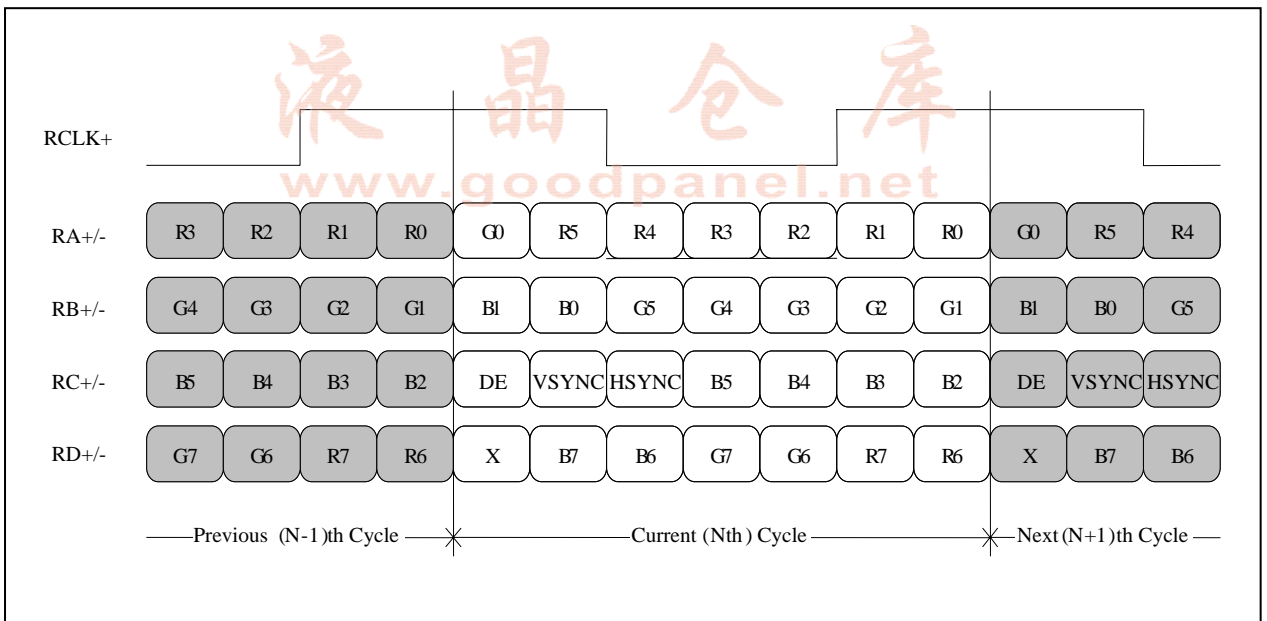 液晶仓库
www.goodpanel.net
RCLK+
RA+/- R3 R2 R1 R0 G0 R5 R4 R3 R2 R1 R0 G0 R5 R4
RB+/- G4 G3 G2 G1 B1 B0 G5 G4 G3 G2 G1 B1 B0 G5
RC+/- B5 B4 B3 B2 DE VSYNC HSYNC B5 B4 B3 B2 DE VSYNC HSYNC
RD+/- G7 G6 R7 R6 X B7 B6 G7 G6 R7 R6 X B7 B6
Previous (N-1)th Cycle Current (Nth) Cycle Next (N+1)th Cycle